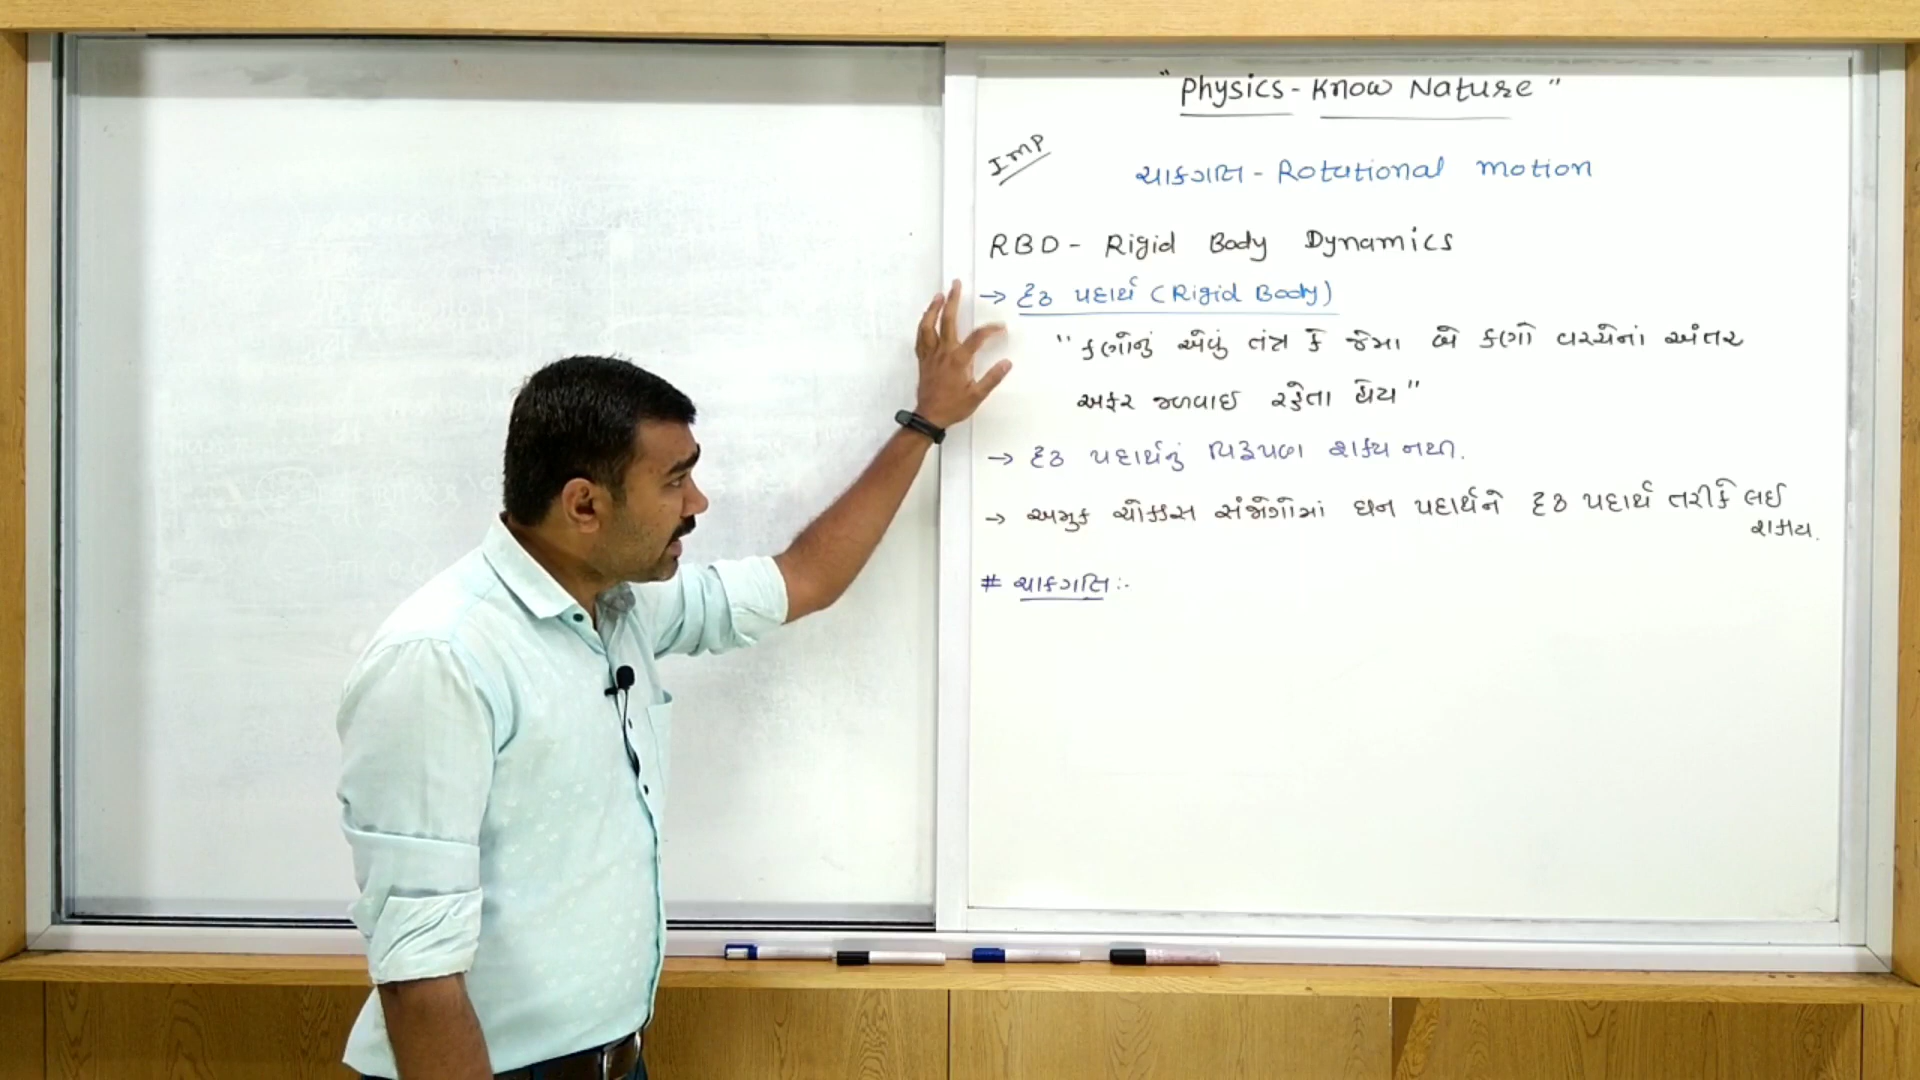 "Physics - Know Nature"
IMP
ચાકગતિ - Rotational motion
RBD - Rigid Body Dynamics
→ દૃઢ પદાર્થ (Rigid Body)
"કણોનું એવું તંત્ર કે જેમા બે કણો વચ્ચેનાં અંતર
અફર જળવાઈ રહેતા હોય"
→ દૃઢ પદાર્થનું વિરૂપણ શક્ય નથી.
→ અમુક ચોક્કસ સંજોગોમાં ઘન પદાર્થને દૃઢ પદાર્થ તરીકે લઈ
શકાય.
# ચાકગતિ :-